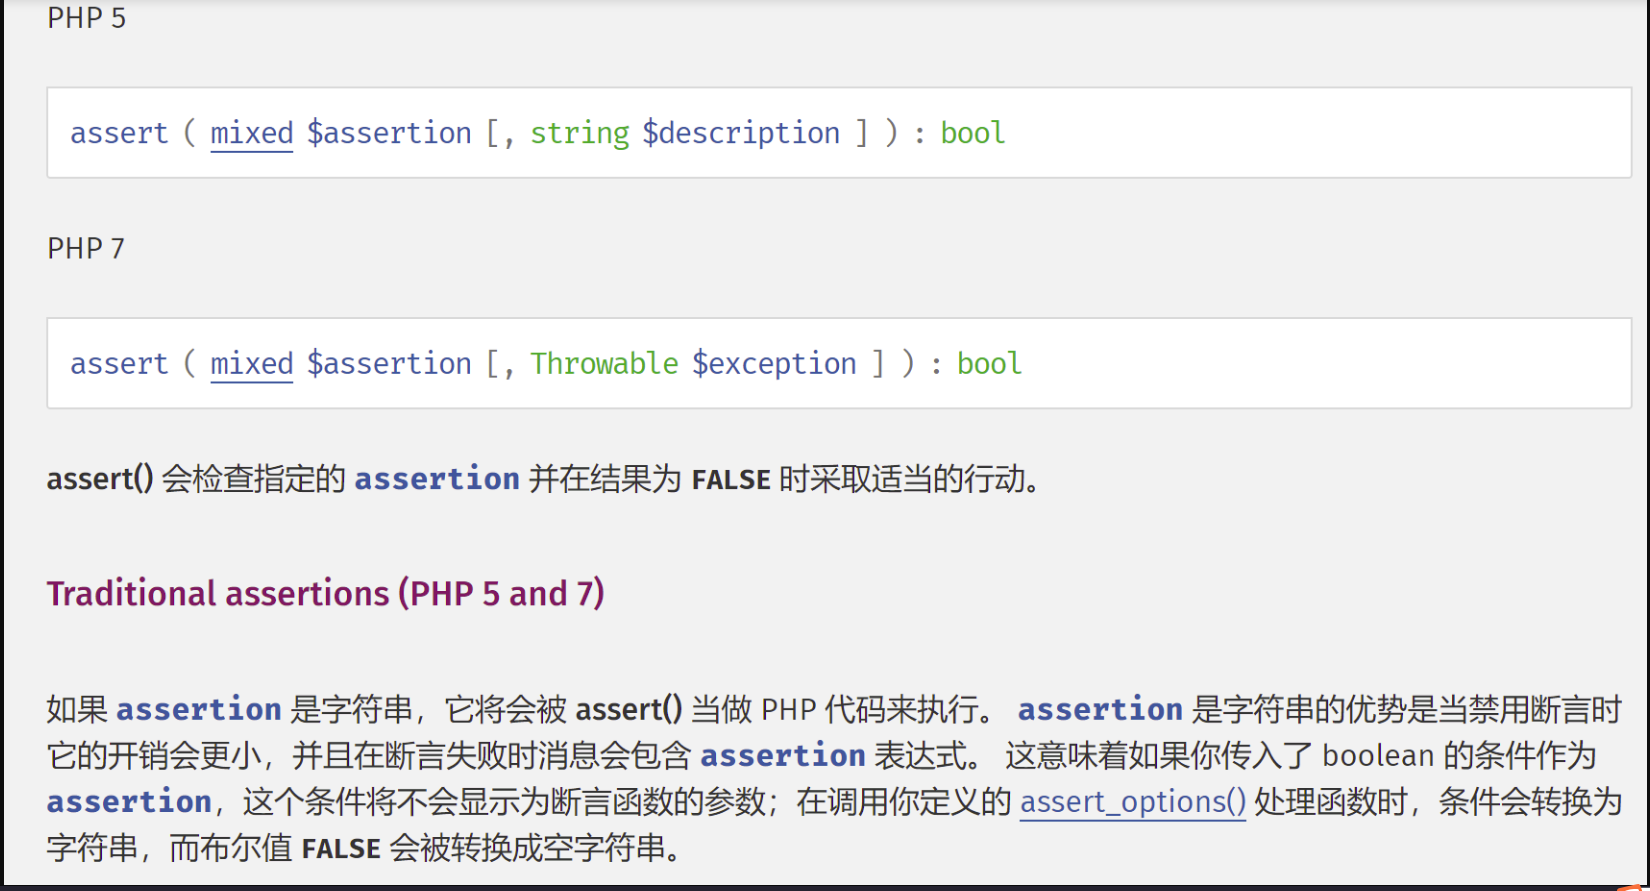 PHP 5
assert ( mixed $assertion [, string $description ] ) : bool
PHP 7
assert ( mixed $assertion [, Throwable $exception ] ) : bool
assert() 会检查指定的 assertion 并在结果为 FALSE 时采取适当的行动。
Traditional assertions (PHP 5 and 7)
如果 assertion 是字符串，它将会被 assert() 当做 PHP 代码来执行。 assertion 是字符串的优势是当禁用断言时
它的开销会更小，并且在断言失败时消息会包含 assertion 表达式。 这意味着如果你传入了 boolean 的条件作为
assertion，这个条件将不会显示为断言函数的参数；在调用你定义的 assert_options() 处理函数时，条件会转换为
字符串，而布尔值 FALSE 会被转换成空字符串。